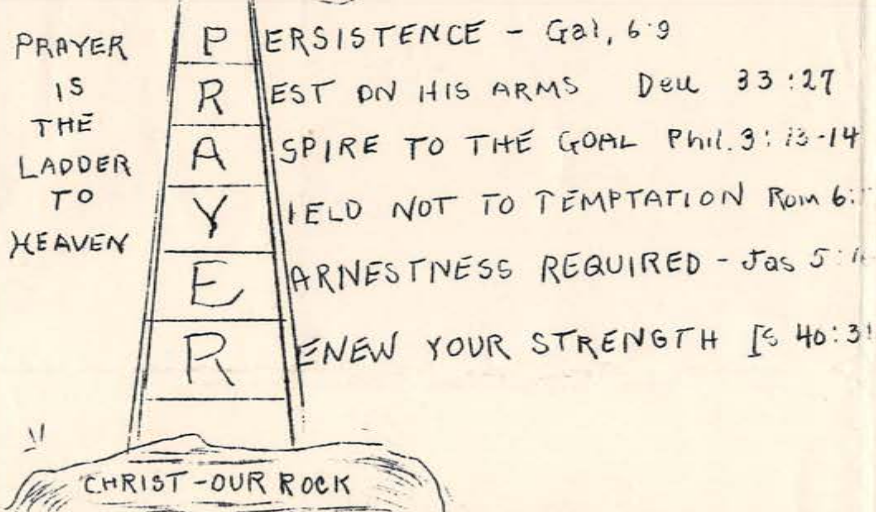 PRAYER
IS
THE
LADDER
TO
HEAVEN
PERSISTENCE - Gal, 6:9
REST ON HIS ARMS Deu 33:27
ASPIRE TO THE GOAL Phil. 3:13-14
YIELD NOT TO TEMPTATION Rom 6:
EARNESTNESS REQUIRED - Jas 5:
RENEW YOUR STRENGTH Is 40:3
CHRIST - OUR ROCK